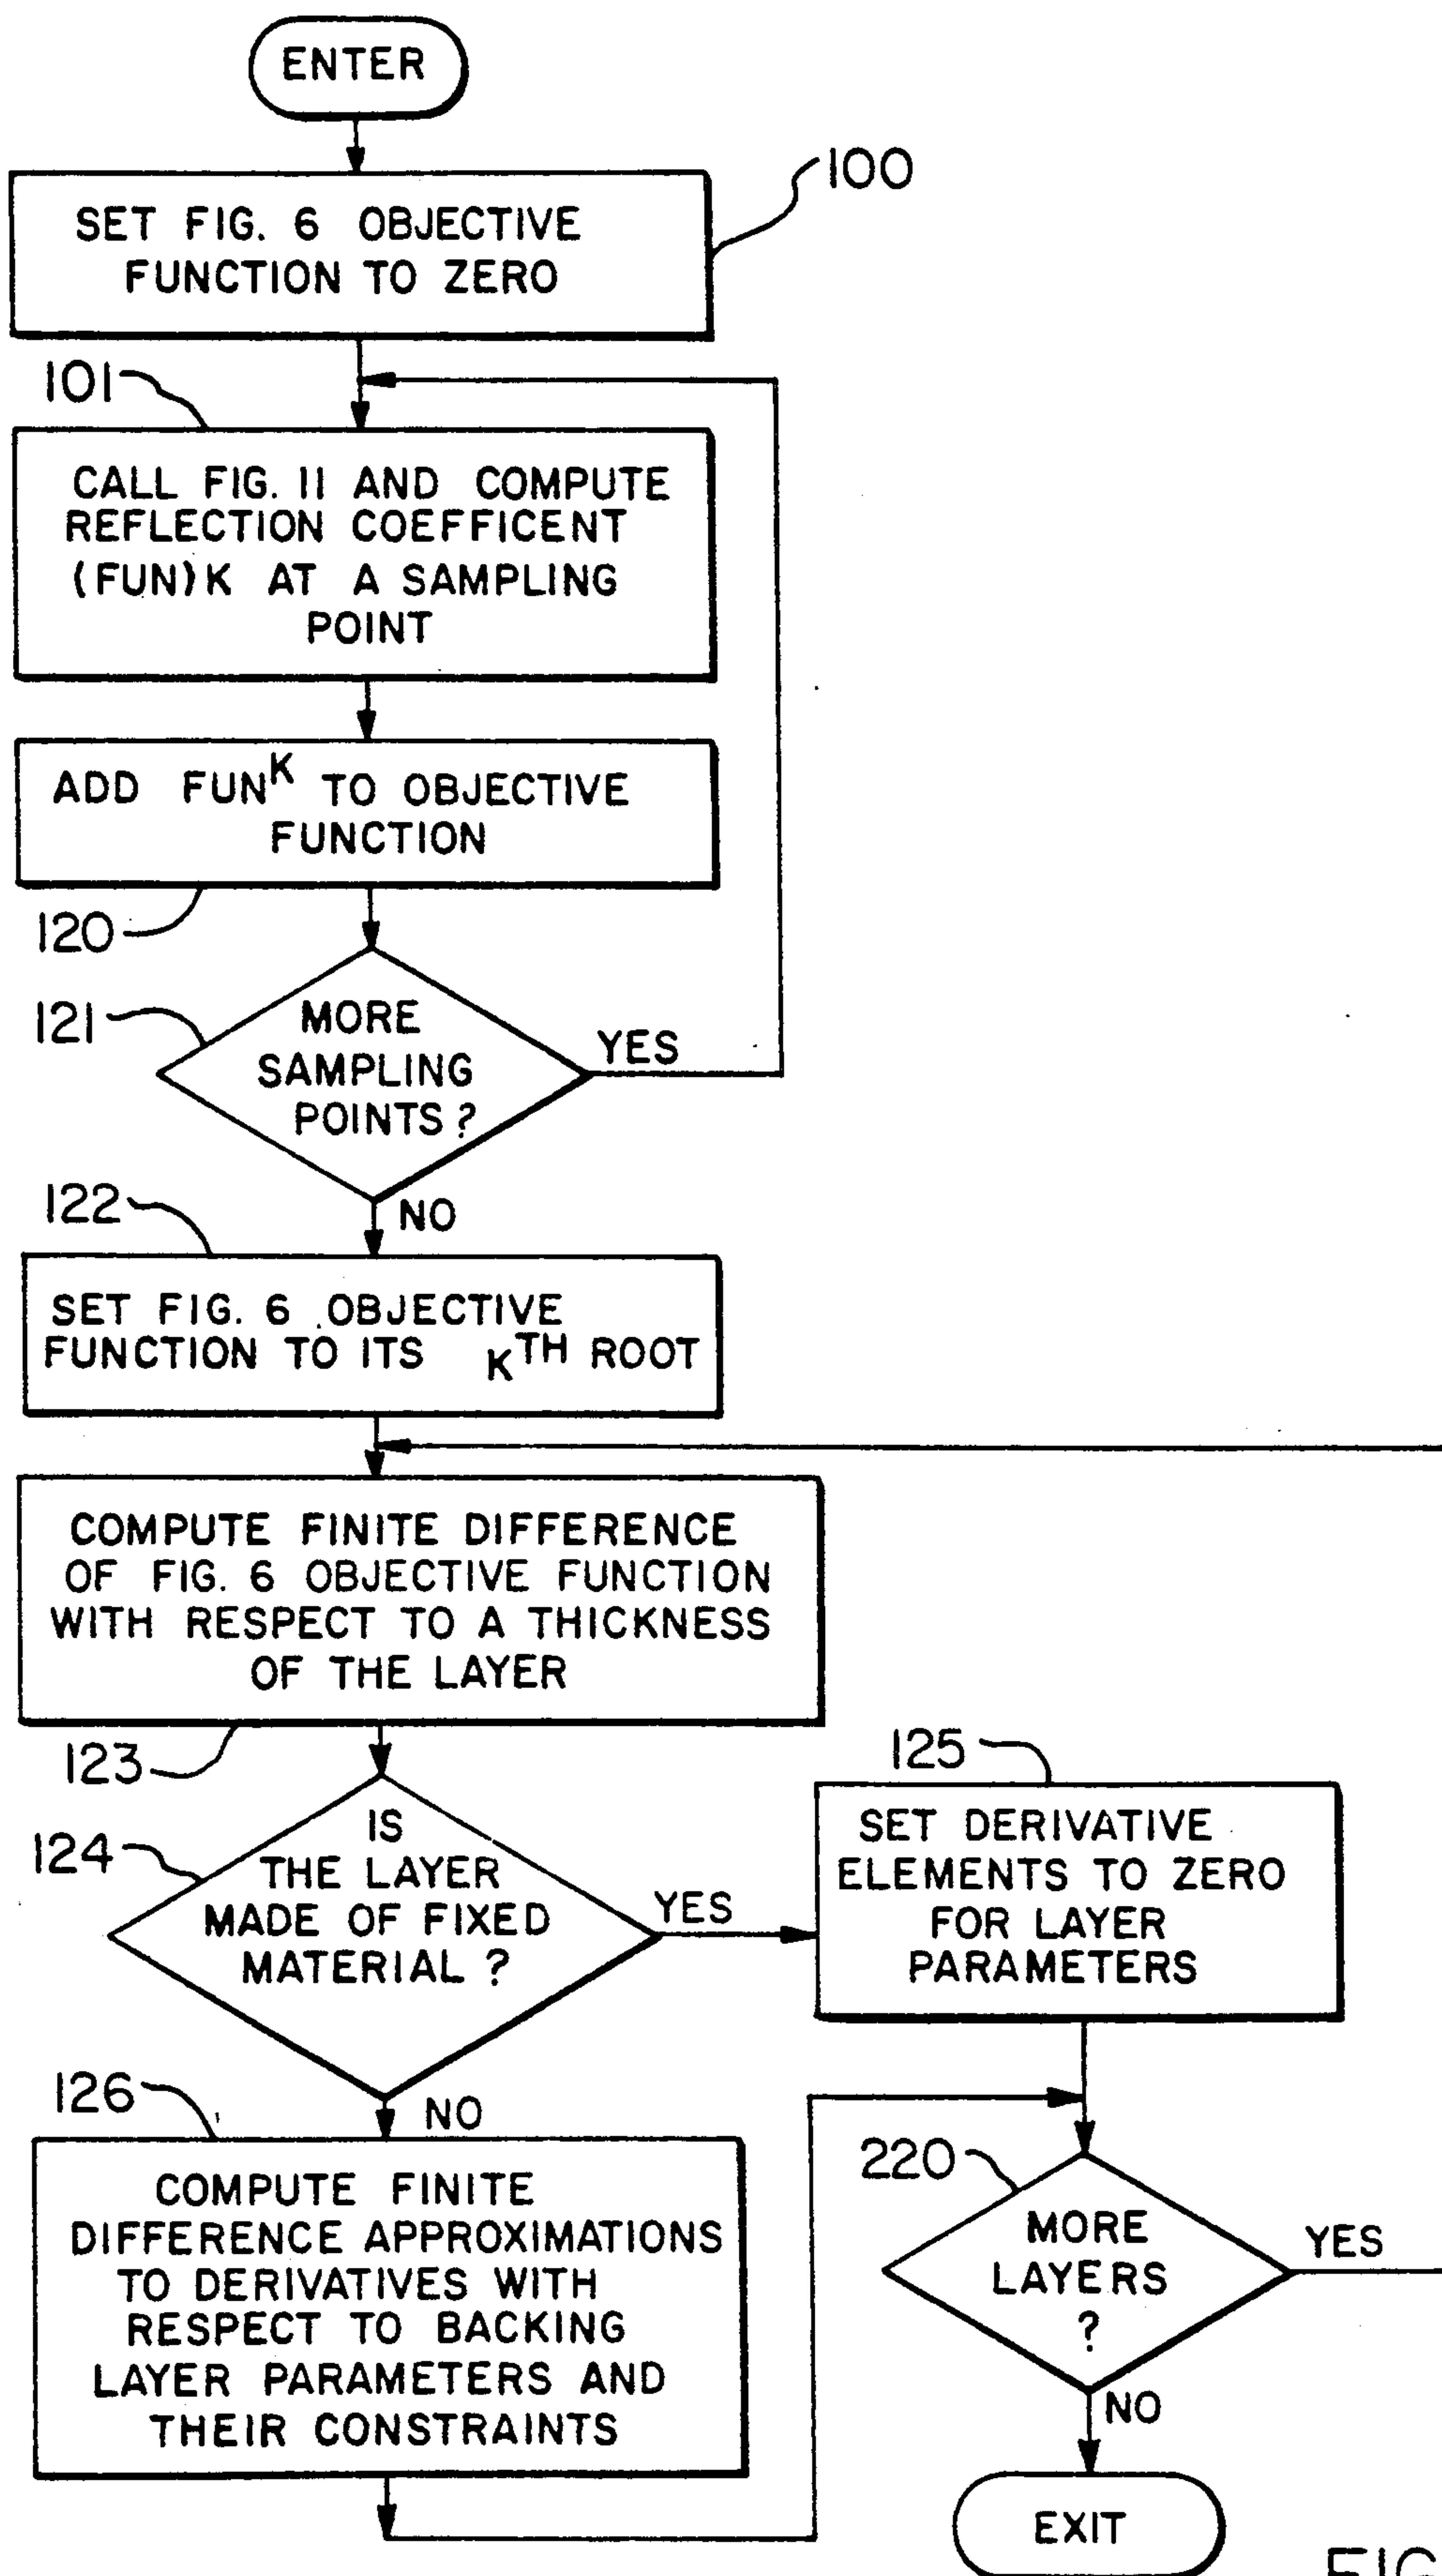 ENTER
100
SET FIG. 6 OBJECTIVE
FUNCTION TO ZERO
101
CALL FIG. 11 AND COMPUTE
REFLECTION COEFFICENT
(FUN)K AT A SAMPLING
POINT
ADD FUN^K TO OBJECTIVE
FUNCTION
120
121
MORE
SAMPLING
POINTS?
YES
NO
122
SET FIG. 6 OBJECTIVE
FUNCTION TO ITS KTH ROOT
COMPUTE FINITE DIFFERENCE
OF FIG. 6 OBJECTIVE FUNCTION
WITH RESPECT TO A THICKNESS
OF THE LAYER
123
124
IS
THE LAYER
MADE OF FIXED
MATERIAL?
YES
NO
125
SET DERIVATIVE
ELEMENTS TO ZERO
FOR LAYER
PARAMETERS
126
COMPUTE FINITE
DIFFERENCE APPROXIMATIONS
TO DERIVATIVES WITH
RESPECT TO BACKING
LAYER PARAMETERS AND
THEIR CONSTRAINTS
220
MORE
LAYERS
?
YES
NO
EXIT
FIG